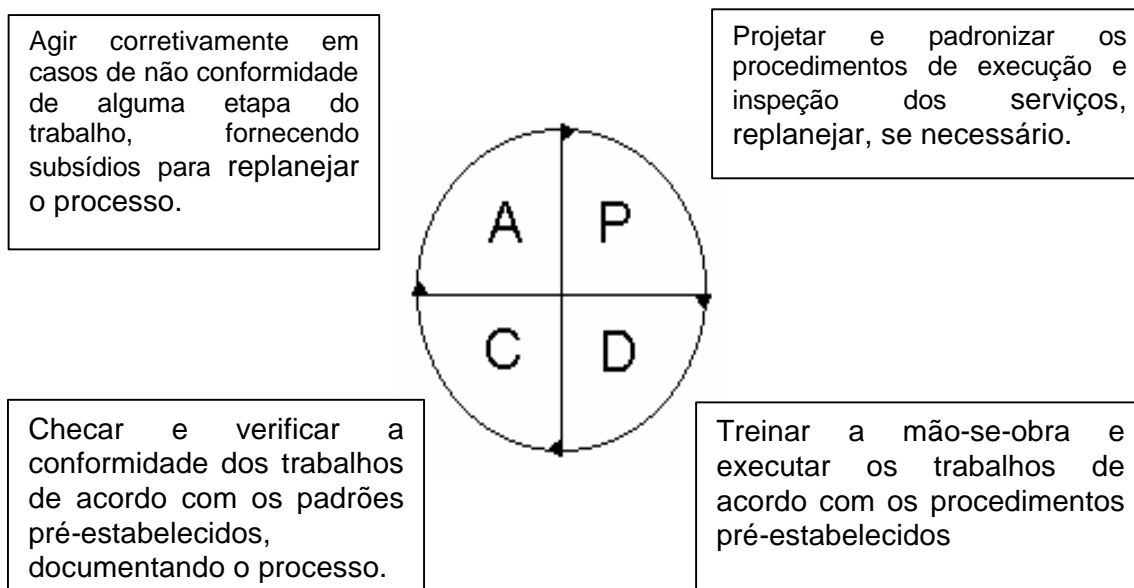 Agir corretivamente em
casos de não conformidade
de alguma etapa do
trabalho, fornecendo
subsídios para replanejar
o processo.
Projetar e padronizar os
procedimentos de execução e
inspeção dos serviços,
replanejar, se necessário.
A P
C D
Checar e verificar a
conformidade dos trabalhos
de acordo com os padrões
pré-estabelecidos,
documentando o processo.
Treinar a mão-se-obra e
executar os trabalhos de
acordo com os procedimentos
pré-estabelecidos